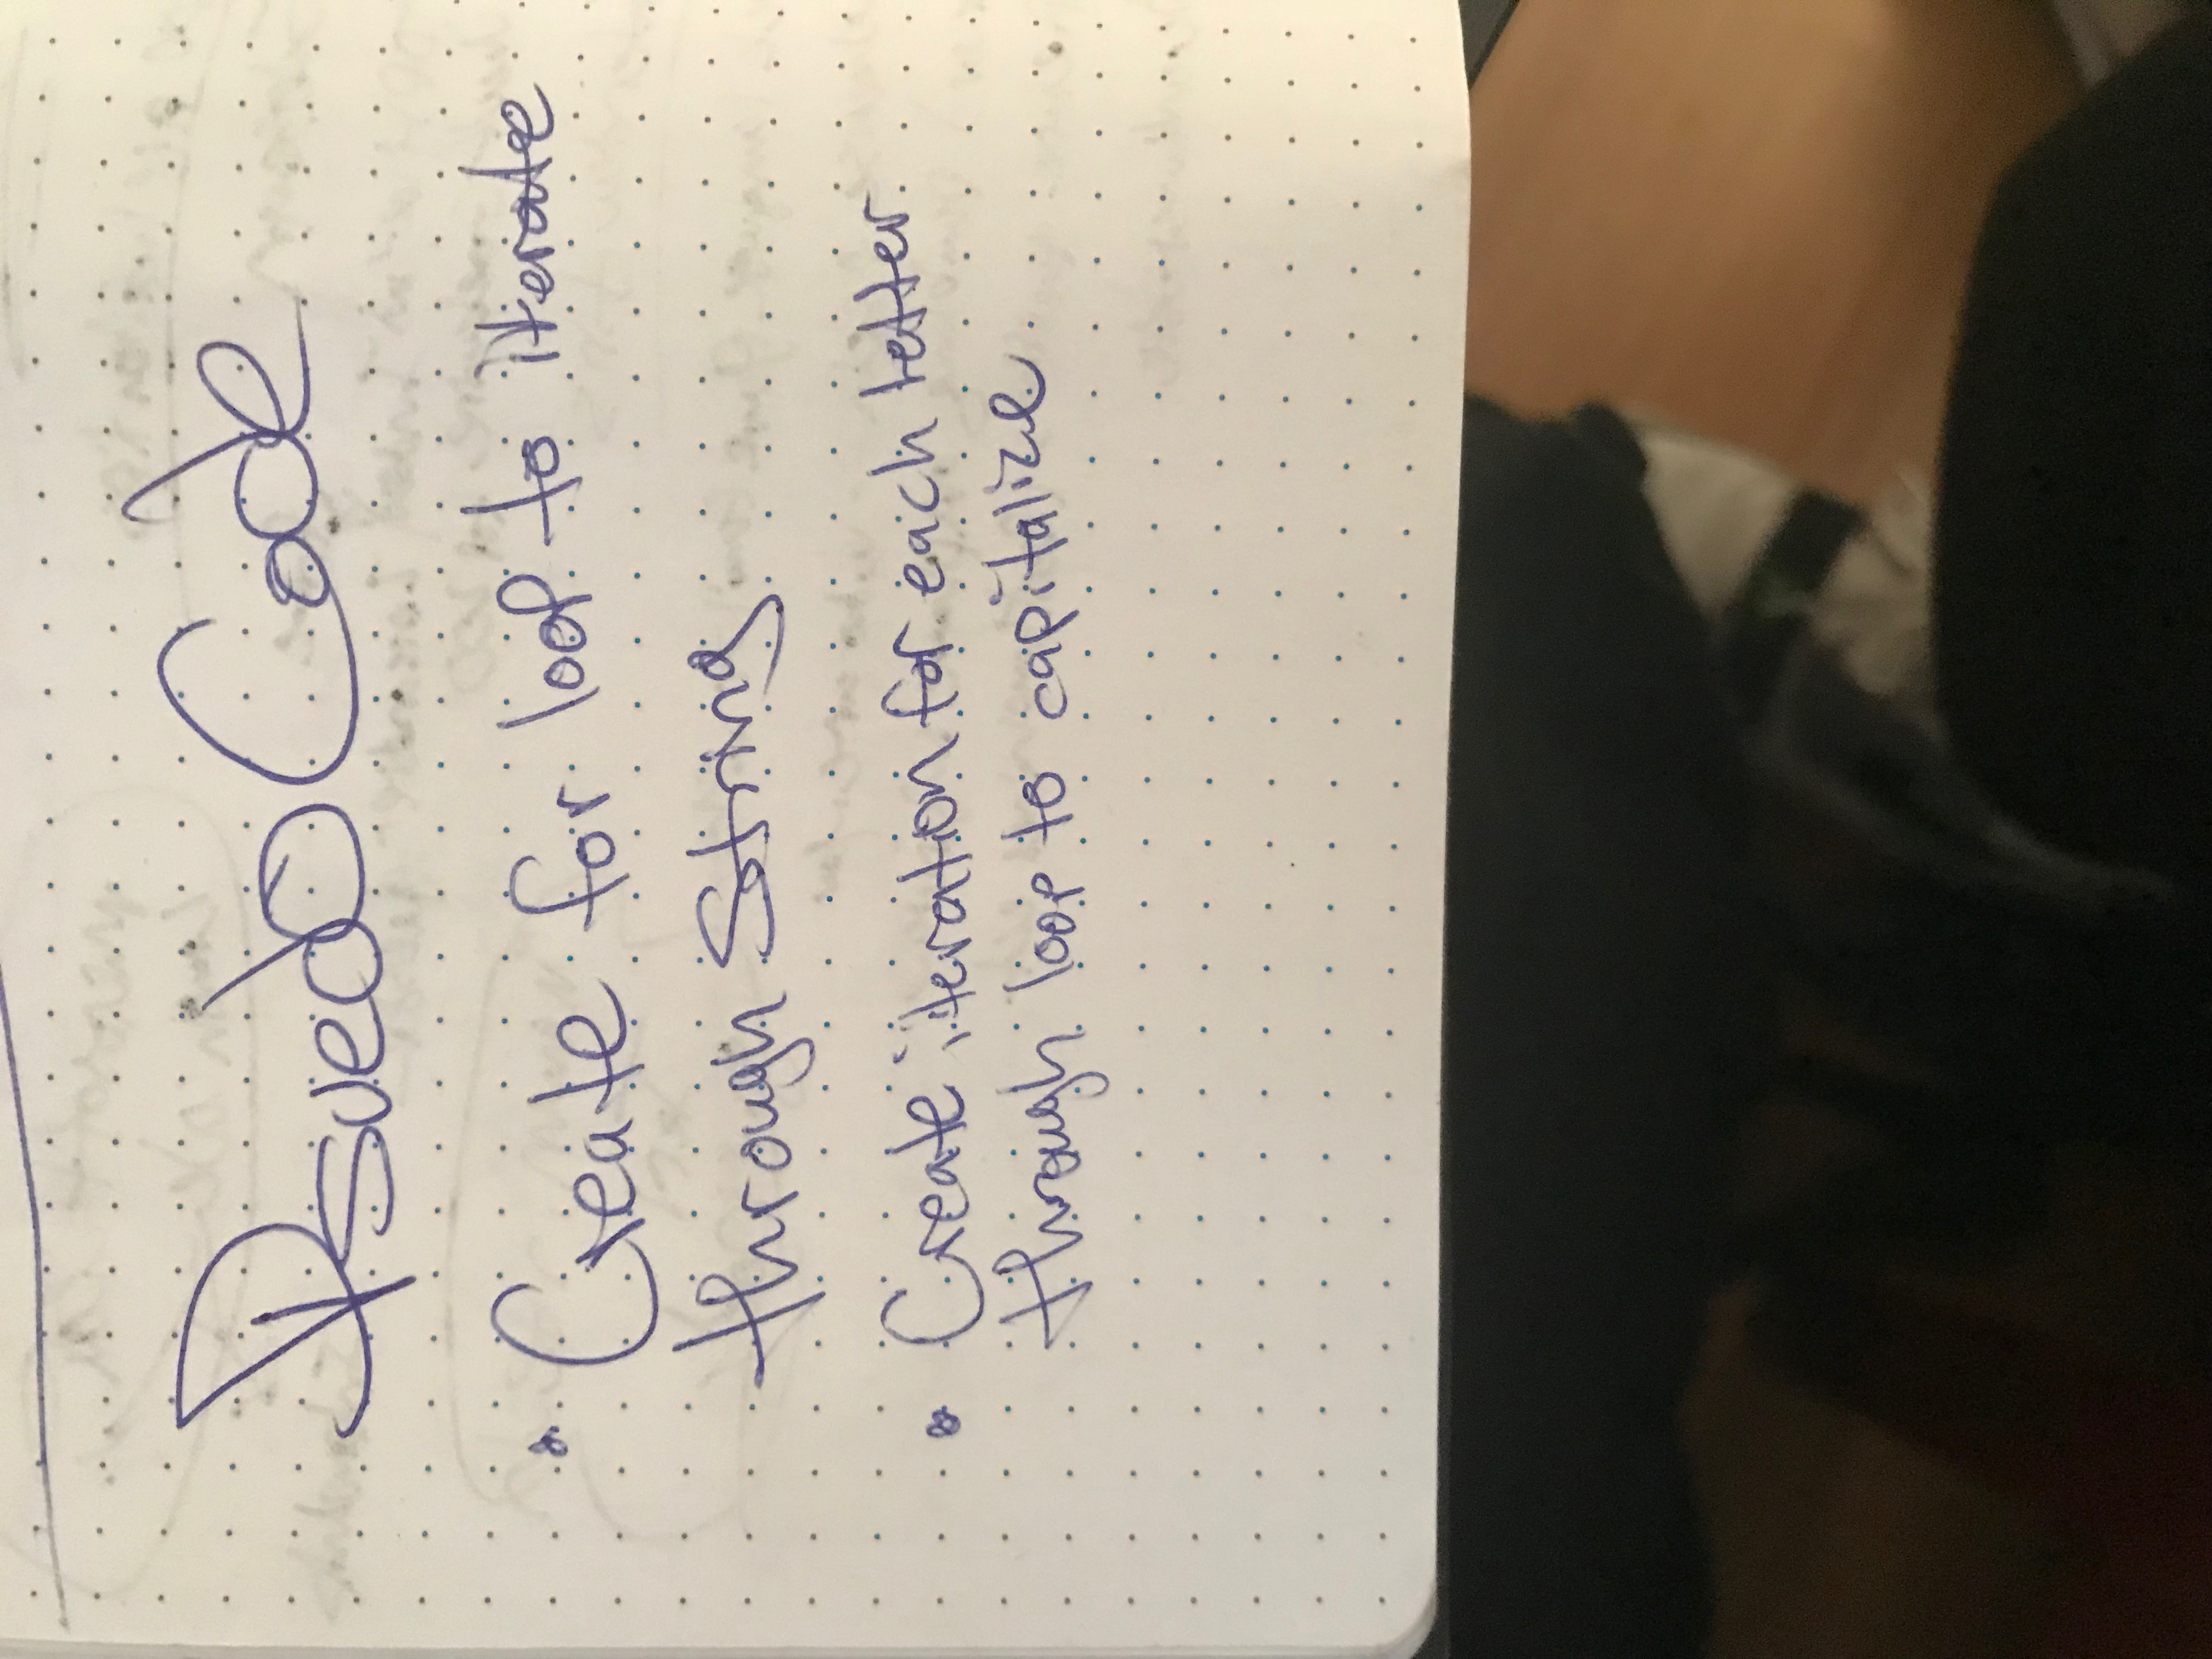 Psuedo Code
Create for loop to iterate
through String
Create iteration for each letter
through loop to capitalize